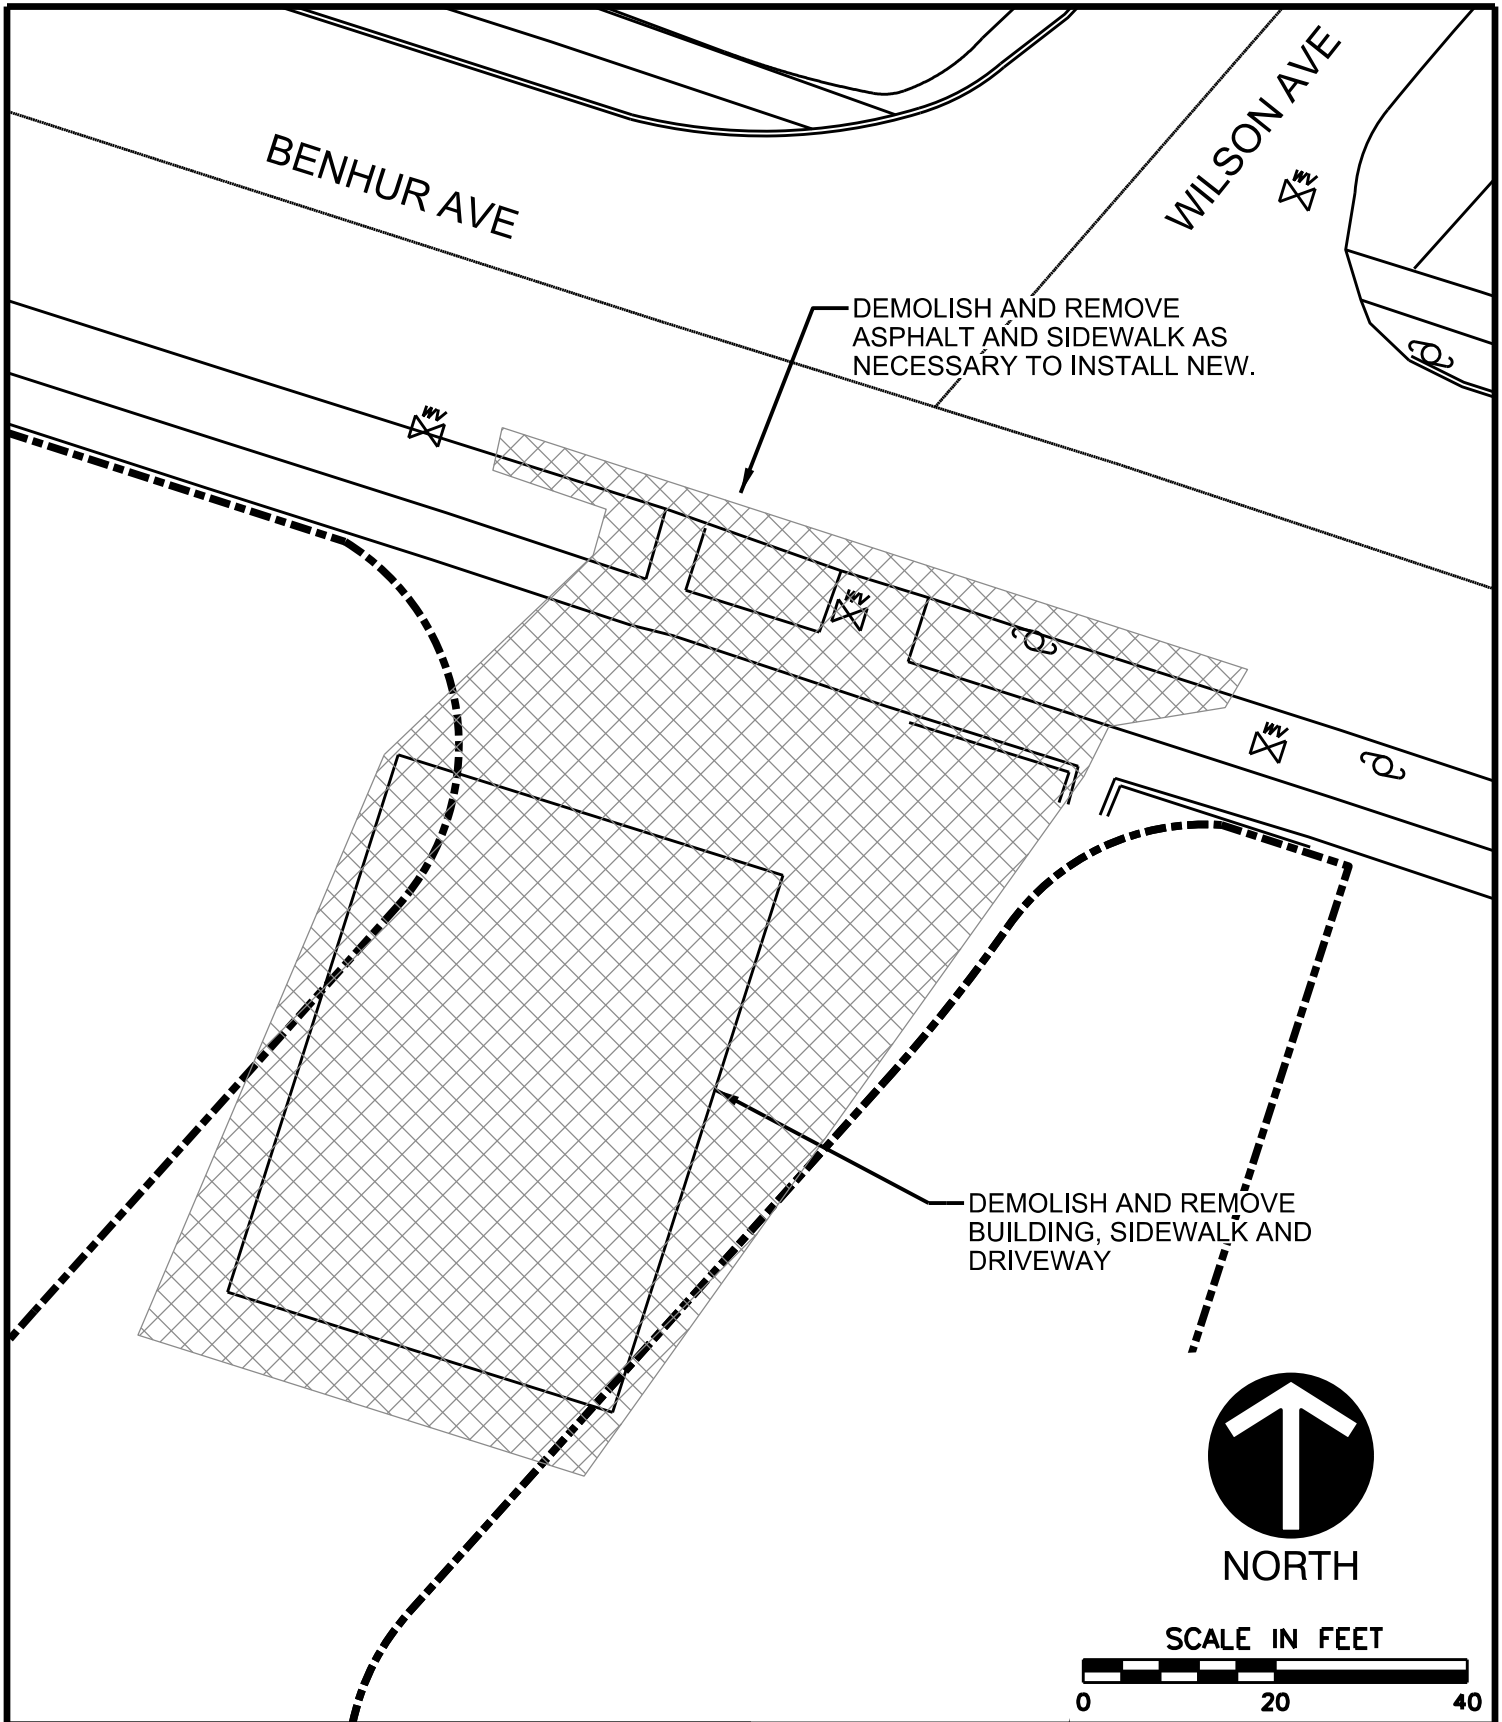 BENHUR AVE
WILSON AVE
WV
DEMOLISH AND REMOVE
ASPHALT AND SIDEWALK AS
NECESSARY TO INSTALL NEW.
WV
WV
WV
DEMOLISH AND REMOVE
BUILDING, SIDEWALK AND
DRIVEWAY
NORTH
SCALE IN FEET
0 20 40